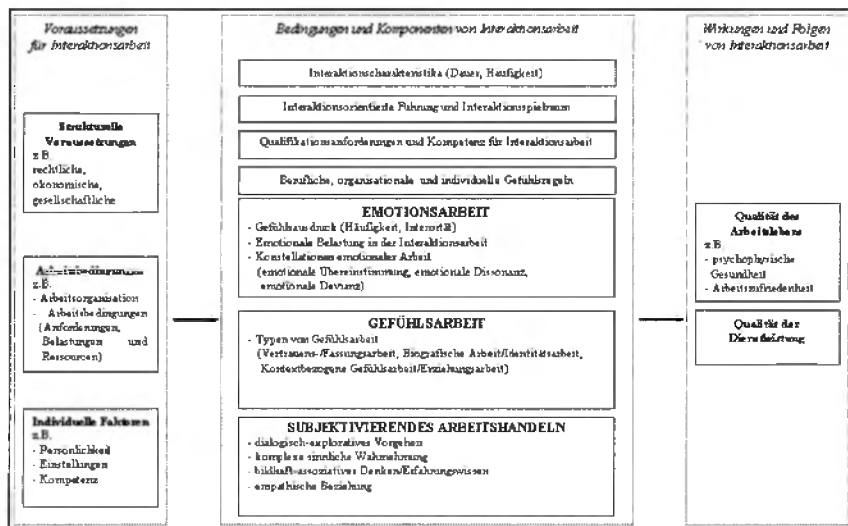 Voraussetzungen
für Interaktionsarbeit
Strukturelle
Voraussetzungen
z.B.
rechtliche,
ökonomische,
gesellschaftliche
Arbeitsbedingungen
z.B.
- Arbeitsorganisation
- Arbeitsbedingungen
(Anforderungen,
Belastungen und
Ressourcen)
Individuelle Faktoren
z.B.
- Persönlichkeit
- Einstellungen
- Kompetenz
Bedingungen und Komponenten von Interaktionsarbeit
Interaktionscharakteristika (Dauer, Häufigkeit)
Interaktionsorientierte Führung und Interaktionsspielraum
Qualifikationsanforderungen und Kompetenz für Interaktionsarbeit
Berufliche, organisationale und individuelle Gefühlsregeln
EMOTIONSARBEIT
- Gefühlsausdruck (Häufigkeit, Intensität)
- Emotionale Belastung in der Interaktionsarbeit
- Konstellationen emotionaler Arbeit
(emotionale Übereinstimmung, emotionale Dissonanz,
emotionale Devianz)
GEFÜHLSARBEIT
- Typen von Gefühlsarbeit
(Vertrauens-/Fassungsarbeit, Biografische Arbeit/Identitätsarbeit,
Kontextbezogene Gefühlsarbeit/Erziehungsarbeit)
SUBJEKTIVIERENDES ARBEITSHANDELN
- dialogisch-exploratives Vorgehen
- komplexe sinnliche Wahrnehmung
- bildhaft-assoziatives Denken/Erfahrungswissen
- empathische Beziehung
Wirkungen und Folgen
von Interaktionsarbeit
Qualität des
Arbeitslebens
z.B.
- psychophysische
Gesundheit
- Arbeitszufriedenheit
Qualität der
Dienstleistung